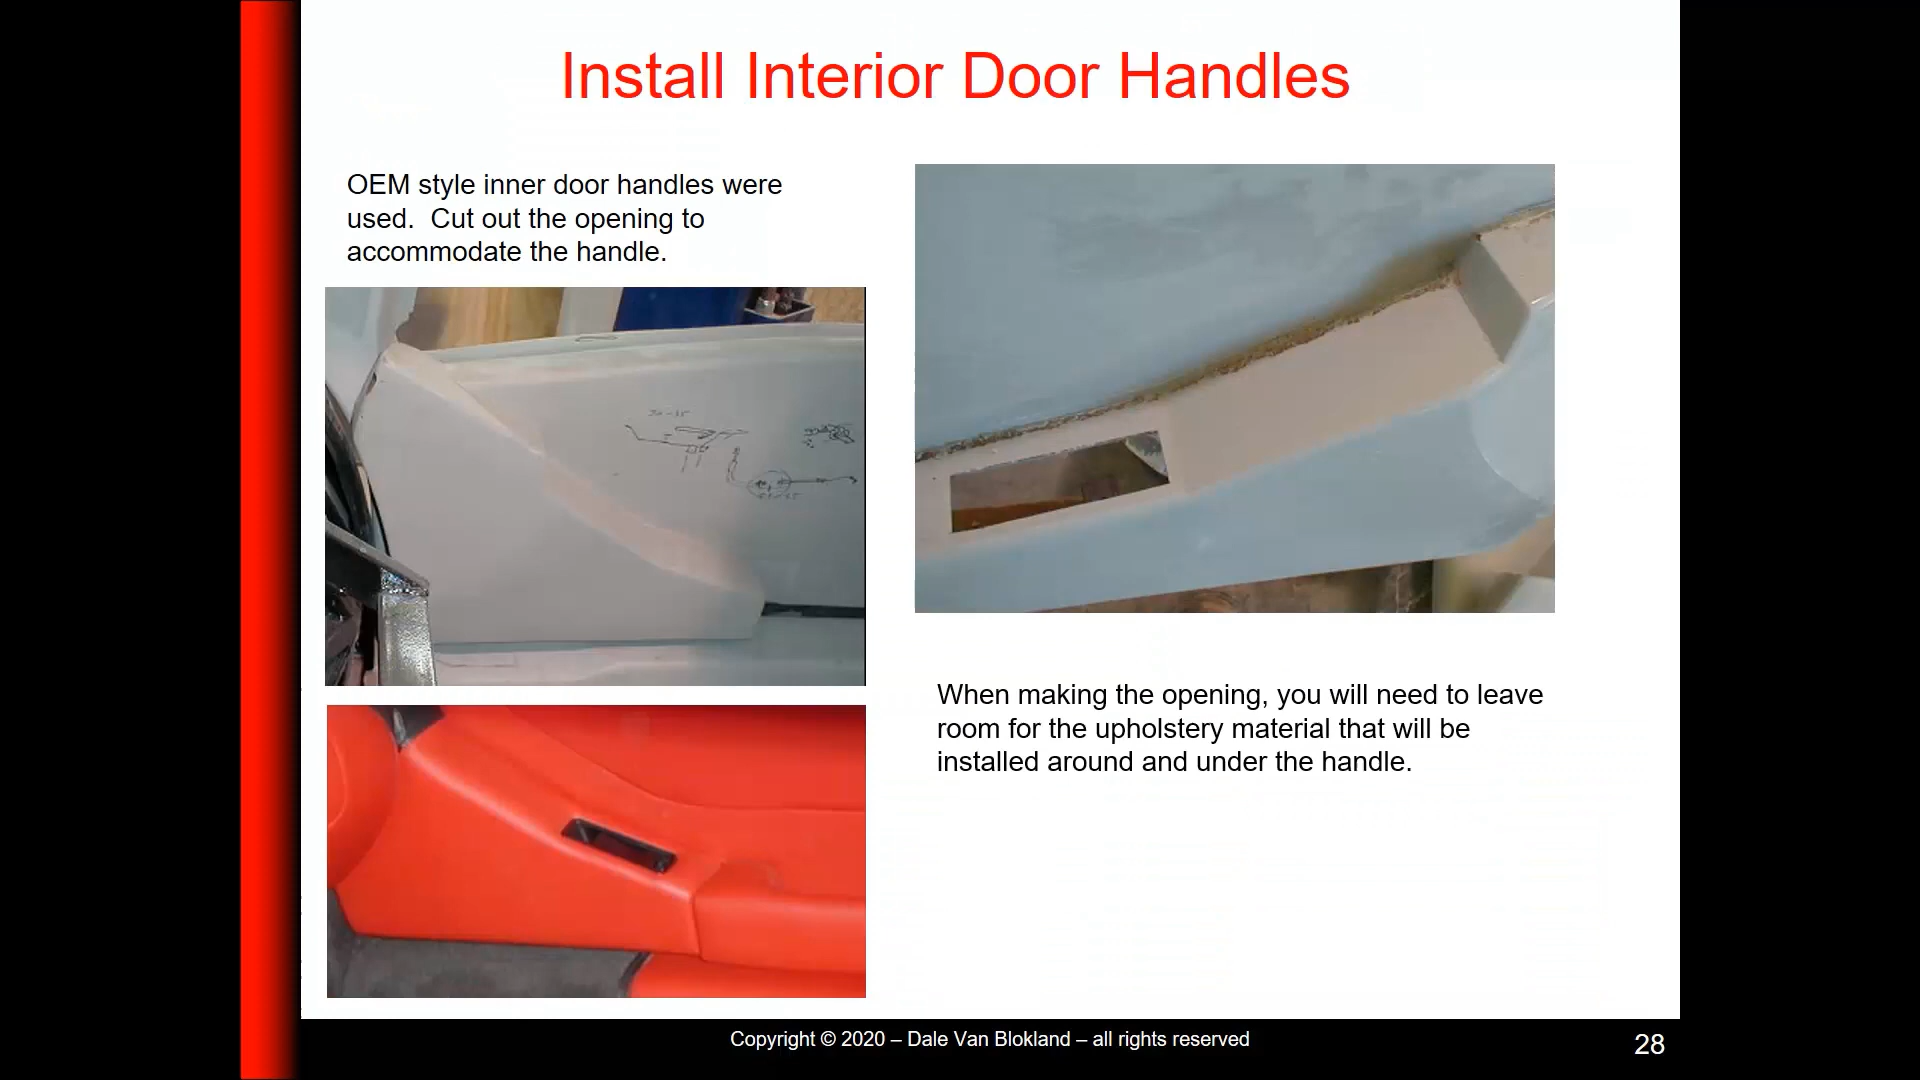 Install Interior Door Handles
OEM style inner door handles were
used.  Cut out the opening to
accommodate the handle.
When making the opening, you will need to leave
room for the upholstery material that will be
installed around and under the handle.
Copyright © 2020 – Dale Van Blokland – all rights reserved
28